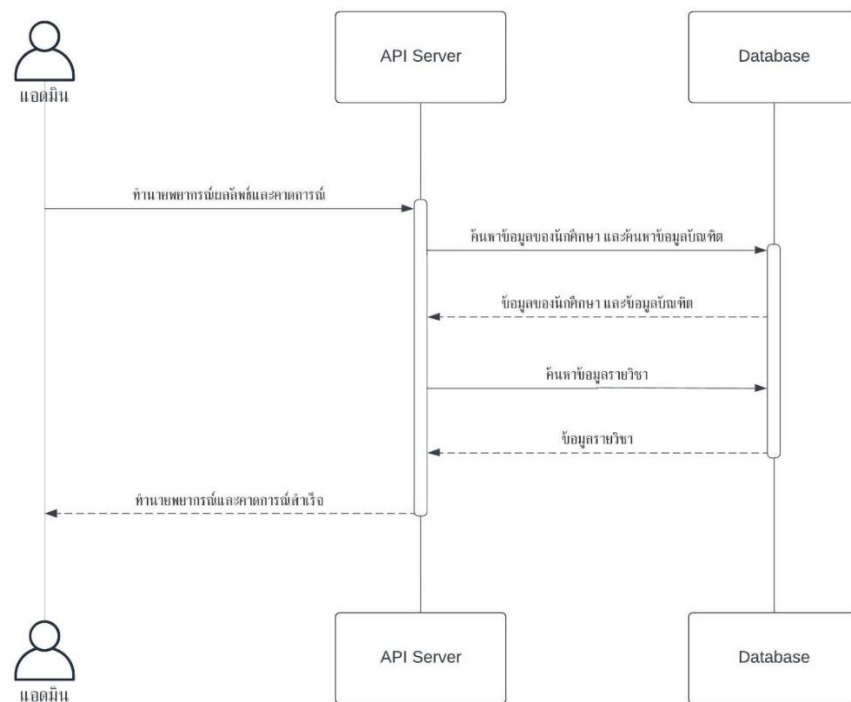 API Server
Database
แอดมิน
ทำนายพยากรณ์ผลลัพธ์และคาดการณ์
ค้นหาข้อมูลของนักศึกษา และค้นหาข้อมูลบัณฑิต
ข้อมูลของนักศึกษา และข้อมูลบัณฑิต
ค้นหาข้อมูลรายวิชา
ข้อมูลรายวิชา
ทำนายพยากรณ์และคาดการณ์สำเร็จ
API Server
Database
แอดมิน